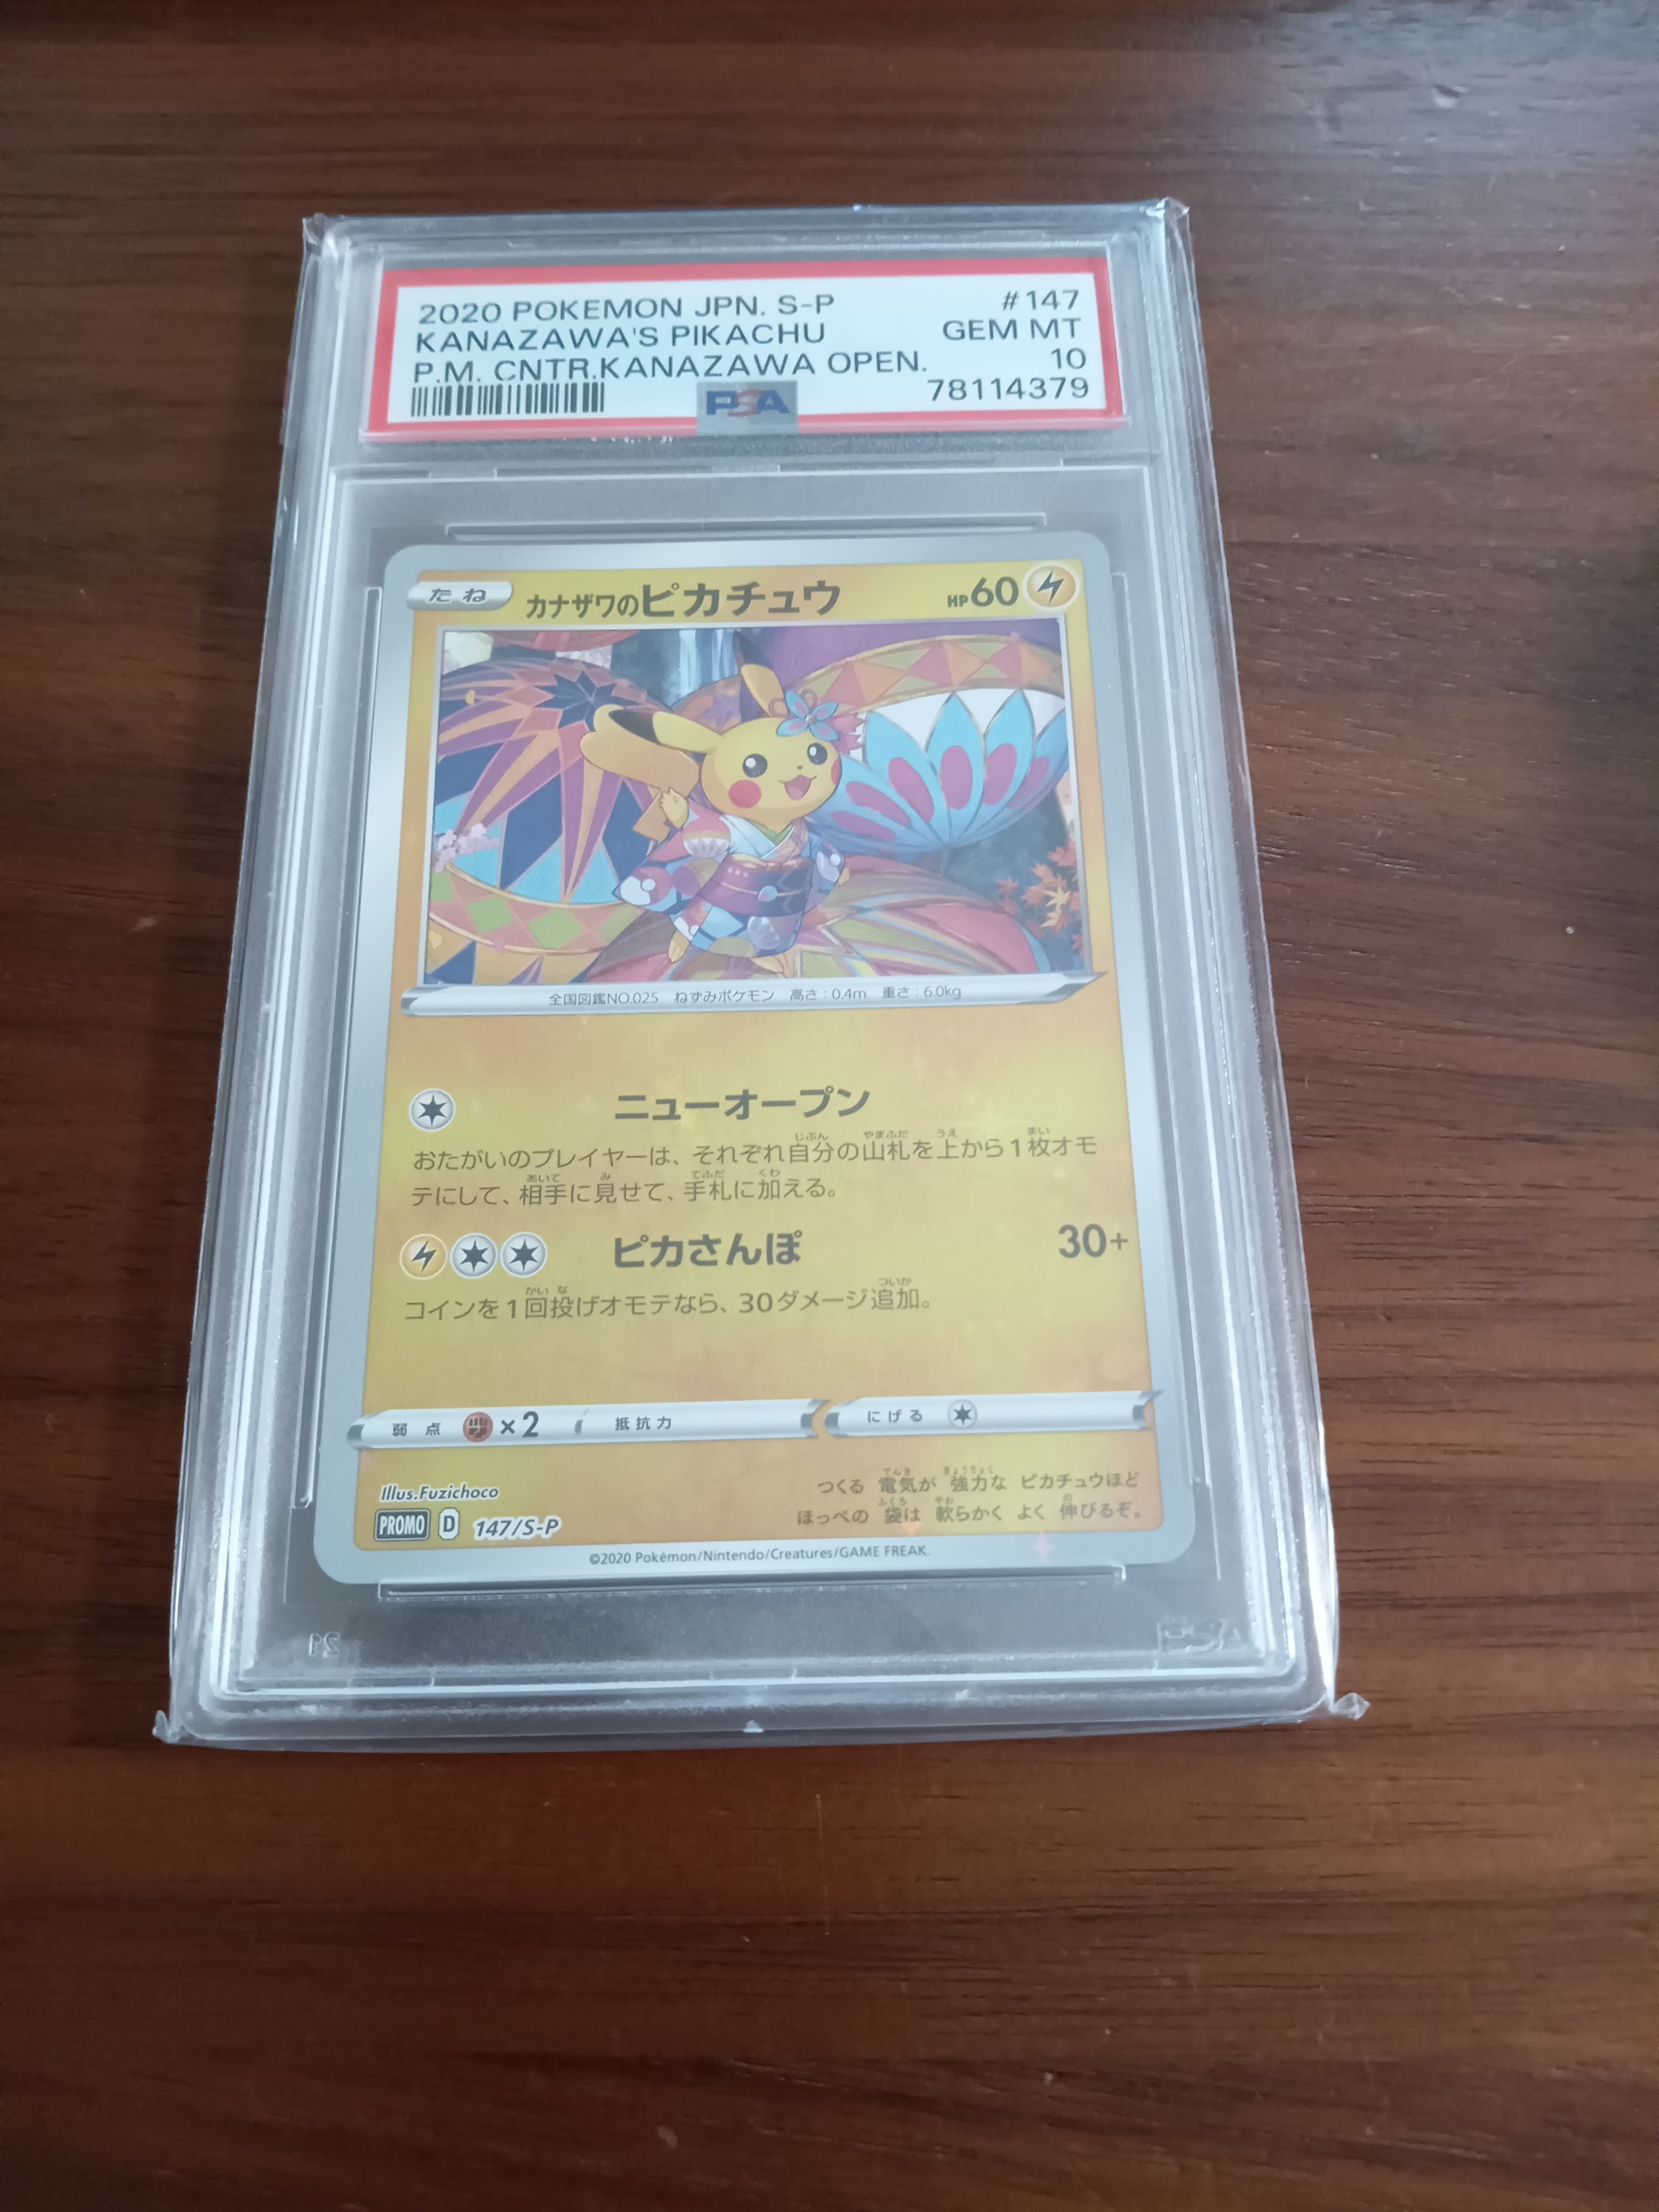 2020 POKEMON JPN. S-P #147
KANAZAWA'S PIKACHU GEM MT
P.M. CNTR.KANAZAWA OPEN. 10
PSA 78114379
たね カナザワのピカチュウ HP60
全国図鑑NO.025 ねずみポケモン 高さ:0.4m 重さ:6.0kg
ニューオープン
おたがいのプレイヤーは、それぞれ自分の山札を上から1枚オモ
テにして、相手に見せて、手札に加える。
ピカさんぽ 30+
コインを1回投げオモテなら、30ダメージ追加。
弱点 ×2 抵抗力 にげる
Illus.Fuzichoco
つくる 電気が 強力な ピカチュウほど
ほっぺの 袋は 軟らかく よく 伸びるぞ。
PROMO D 147/S-P
©2020 Pokémon/Nintendo/Creatures/GAME FREAK.
PSA